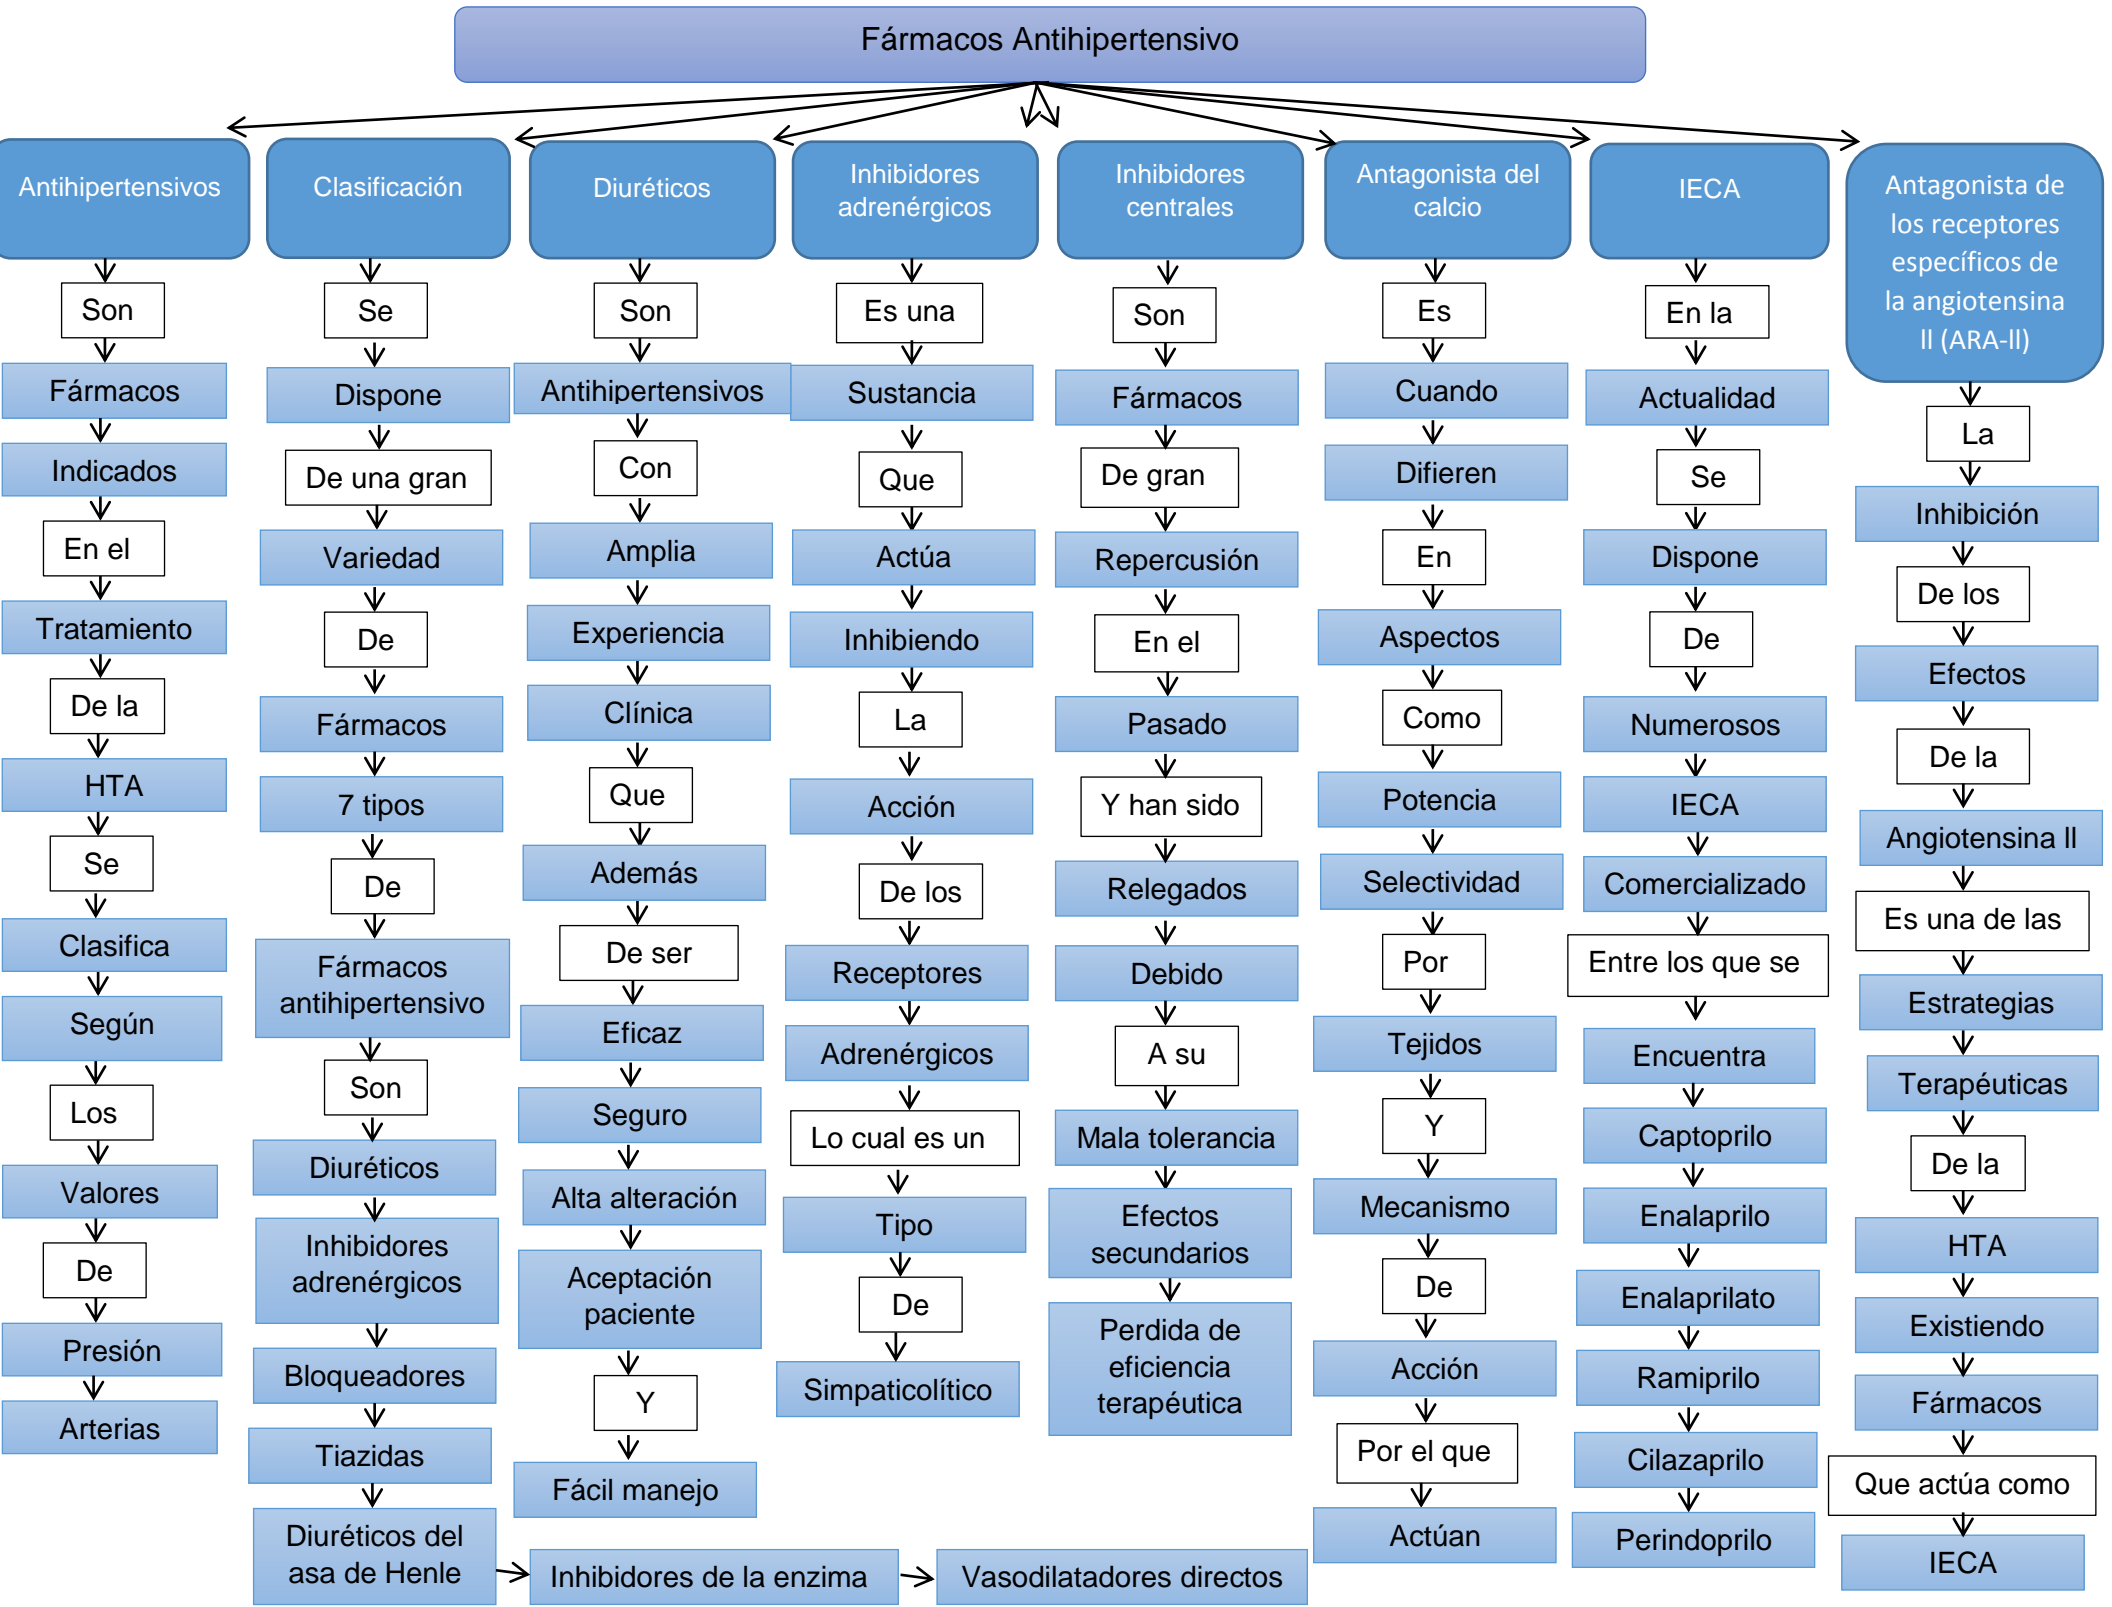 Fármacos Antihipertensivo
Antihipertensivos
Son
Fármacos
Indicados
En el
Tratamiento
De la
HTA
Se
Clasifica
Según
Los
Valores
De
Presión
Arterias
Clasificación
Se
Dispone
De una gran
Variedad
De
Fármacos
7 tipos
De
Fármacos
antihipertensivo
Son
Diuréticos
Inhibidores
adrenérgicos
Bloqueadores
Tiazidas
Diuréticos del
asa de Henle
Inhibidores de la enzima
Vasodilatadores directos
Diuréticos
Son
Antihipertensivos
Con
Amplia
Experiencia
Clínica
Que
Además
De ser
Eficaz
Seguro
Alta alteración
Aceptación
paciente
Y
Fácil manejo
Inhibidores
adrenérgicos
Es una
Sustancia
Que
Actúa
Inhibiendo
La
Acción
De los
Receptores
Adrenérgicos
Lo cual es un
Tipo
De
Simpaticolítico
Inhibidores
centrales
Son
Fármacos
De gran
Repercusión
En el
Pasado
Y han sido
Relegados
Debido
A su
Mala tolerancia
Efectos
secundarios
Perdida de
eficiencia
terapéutica
Antagonista del
calcio
Es
Cuando
Difieren
En
Aspectos
Como
Potencia
Selectividad
Por
Tejidos
Y
Mecanismo
De
Acción
Por el que
Actúan
IECA
En la
Actualidad
Se
Dispone
De
Numerosos
IECA
Comercializado
Entre los que se
Encuentra
Captoprilo
Enalaprilo
Enalaprilato
Ramiprilo
Cilazaprilo
Perindoprilo
Antagonista de
los receptores
específicos de
la angiotensina
ll (ARA-ll)
La
Inhibición
De los
Efectos
De la
Angiotensina ll
Es una de las
Estrategias
Terapéuticas
De la
HTA
Existiendo
Fármacos
Que actúa como
IECA